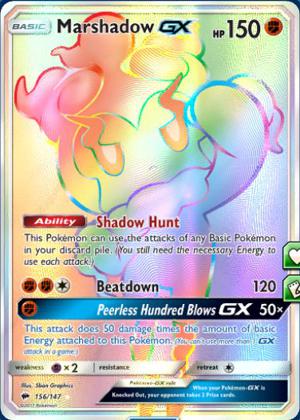 BASIC Marshadow GX HP 150
Ability Shadow Hunt
This Pokémon can use the attacks of any Basic Pokémon
in your discard pile. (You still need the necessary Energy to
use each attack.)
Beatdown 120
Peerless Hundred Blows GX 50×
This attack does 50 damage times the amount of basic
Energy attached to this Pokémon. (You can't use more than 1
GX attack in a game.)
weakness × 2 resistance retreat
Illus. 5ban Graphics
156/147
©2017 Pokémon
Pokémon-GX rule
When your Pokémon-GX is
Knocked Out, your opponent takes 2 Prize cards.